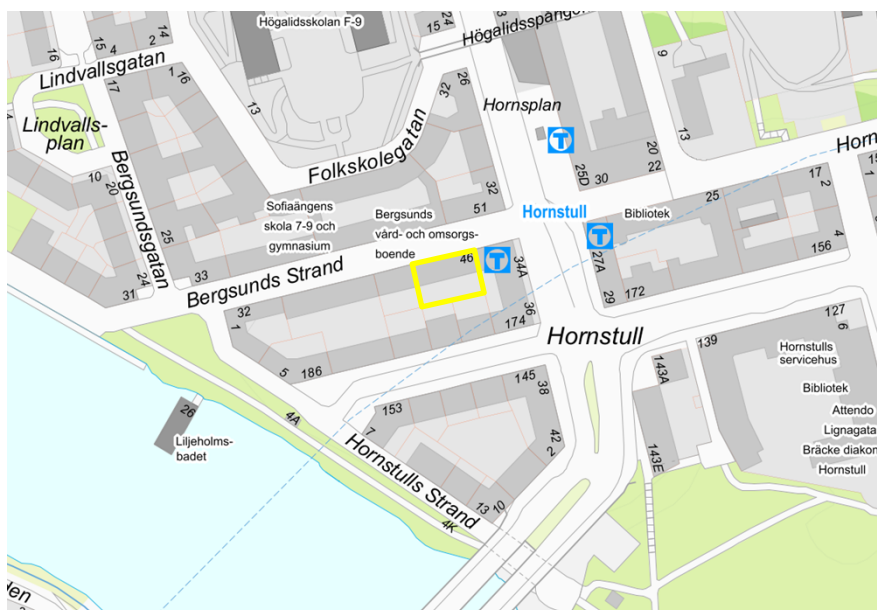 Högalidsskolan F-9
24
15
Högalidsspången
14
2
4
15
16
Lindvallsgatan
1
16
17
26
32
9
Hornsplan
13
13
Lindvalls-
plan
Folkskolegatan
T
20
22
Horn
10
20
25D
30
17
2
15
1
Bergsundsgatan
32
51
Hornstull
25
Bibliotek
Sofiaängens
skola 7-9 och
gymnasium
Bergsunds
vård- och omsorgs-
boende
T
27A
4
156
25
33
Bergsunds Strand
46
T
34A
24
31
32
1
36
174
29
172
Hornstull
127
6
139
Hornstulls
servicehus
5
186
145
38
143A
Bibliotek
153
7
4A
26
Liljeholms-
badet
42
2
Attendo
Lignagata
Bräcke diakon
Hornstull
143E
Hornstulls Strand
13
10
4K
den